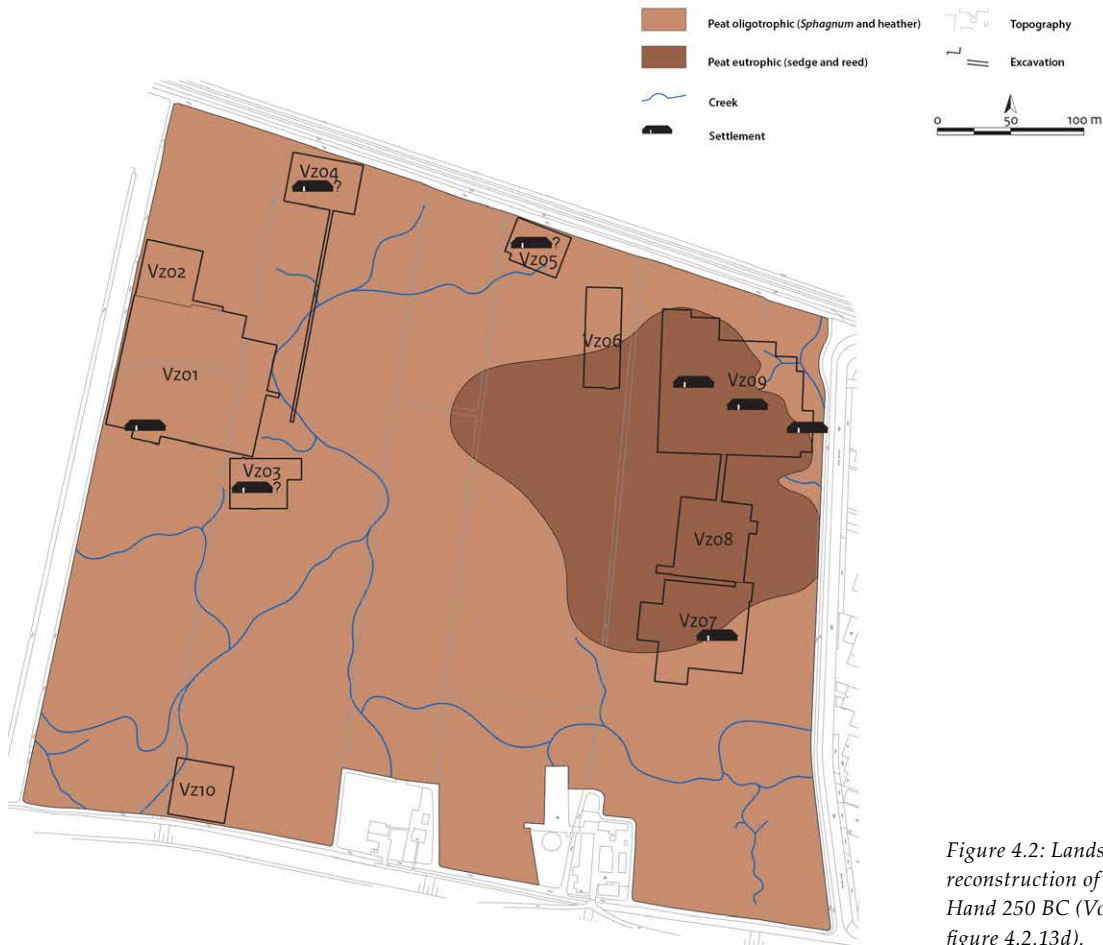 Peat oligotrophic (Sphagnum and heather)
Topography
Peat eutrophic (sedge and reed)
Excavation
Creek
0 50 100 m
Settlement
Vz04
?
?
Vz05
Vz02
Vz06
Vz01
Vz09
Vz03
?
Vz08
Vz07
Vz10
Figure 4.2: Lands
reconstruction of
Hand 250 BC (Vo
figure 4.2.13d).